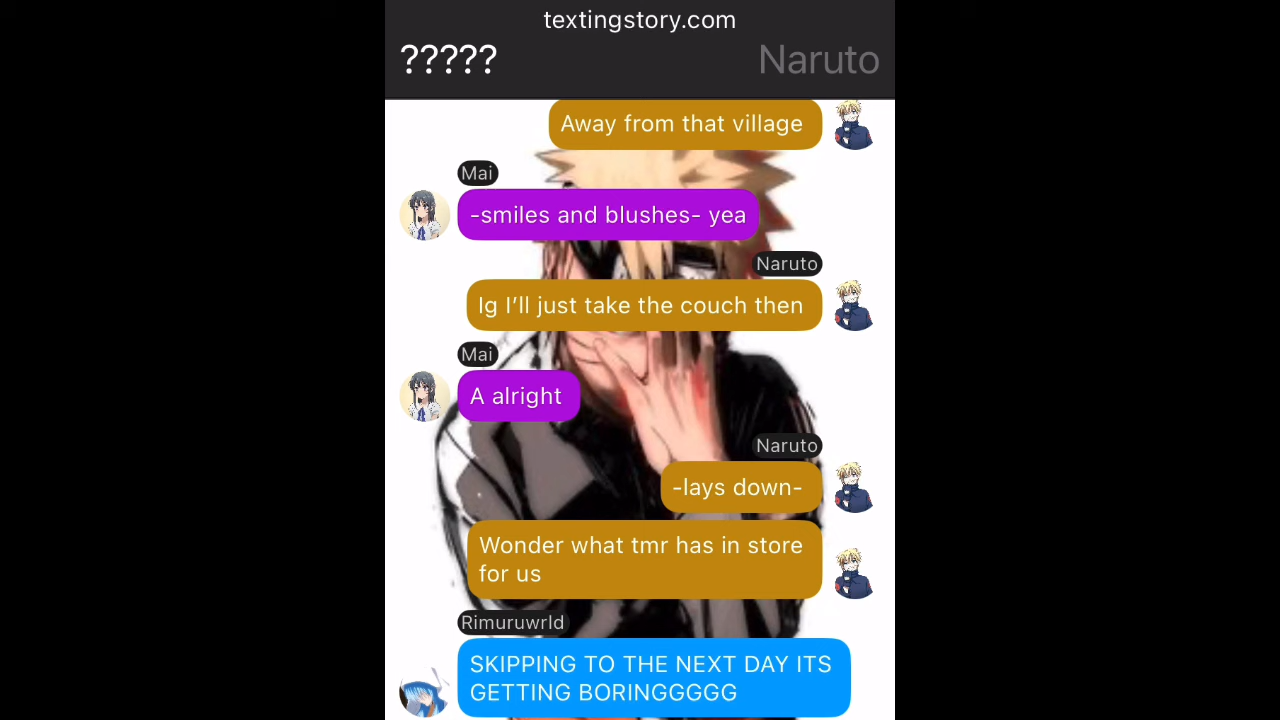 textingstory.com
????? Naruto
Away from that village
Mai
-smiles and blushes- yea
Naruto
Ig I’ll just take the couch then
Mai
A alright
Naruto
-lays down-
Wonder what tmr has in store
for us
Rimuruwrld
SKIPPING TO THE NEXT DAY ITS
GETTING BORINGGGGG